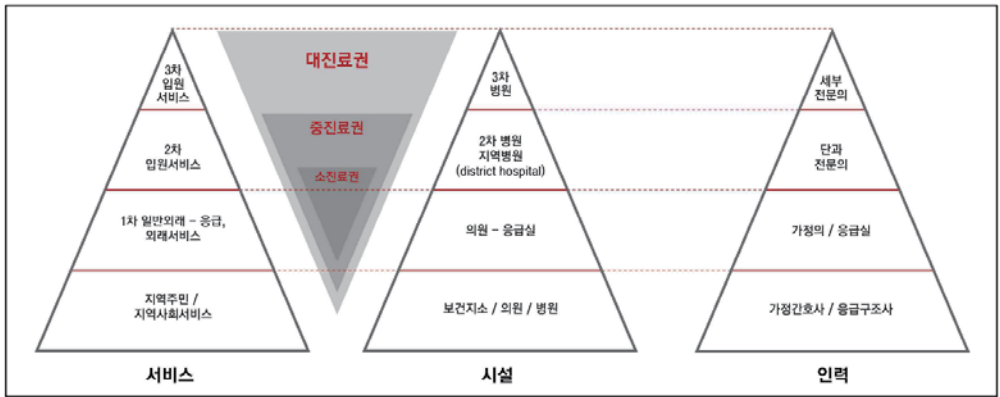 3차
입원
서비스
2차
입원서비스
1차 일반외래 – 응급,
외래서비스
지역주민 /
지역사회서비스
서비스
대진료권
중진료권
소진료권
3차
병원
2차 병원
지역병원
(district hospital)
의원 – 응급실
보건지소 / 의원 / 병원
시설
세부
전문의
단과
전문의
가정의 / 응급실
가정간호사 / 응급구조사
인력